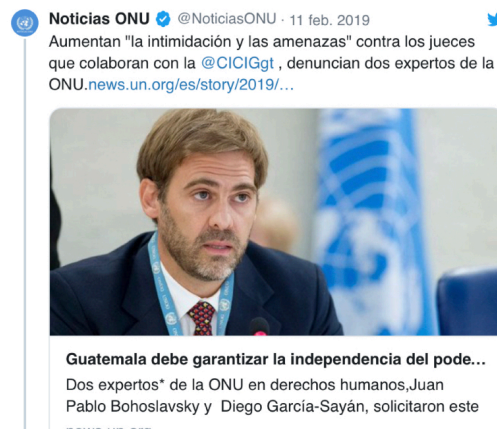 Noticias ONU @NoticiasONU · 11 feb. 2019
Aumentan "la intimidación y las amenazas" contra los jueces
que colaboran con la @CICIGgt , denuncian dos expertos de la
ONU.news.un.org/es/story/2019/…
Guatemala debe garantizar la independencia del pode...
Dos expertos* de la ONU en derechos humanos,Juan
Pablo Bohoslavsky y Diego García-Sayán, solicitaron este